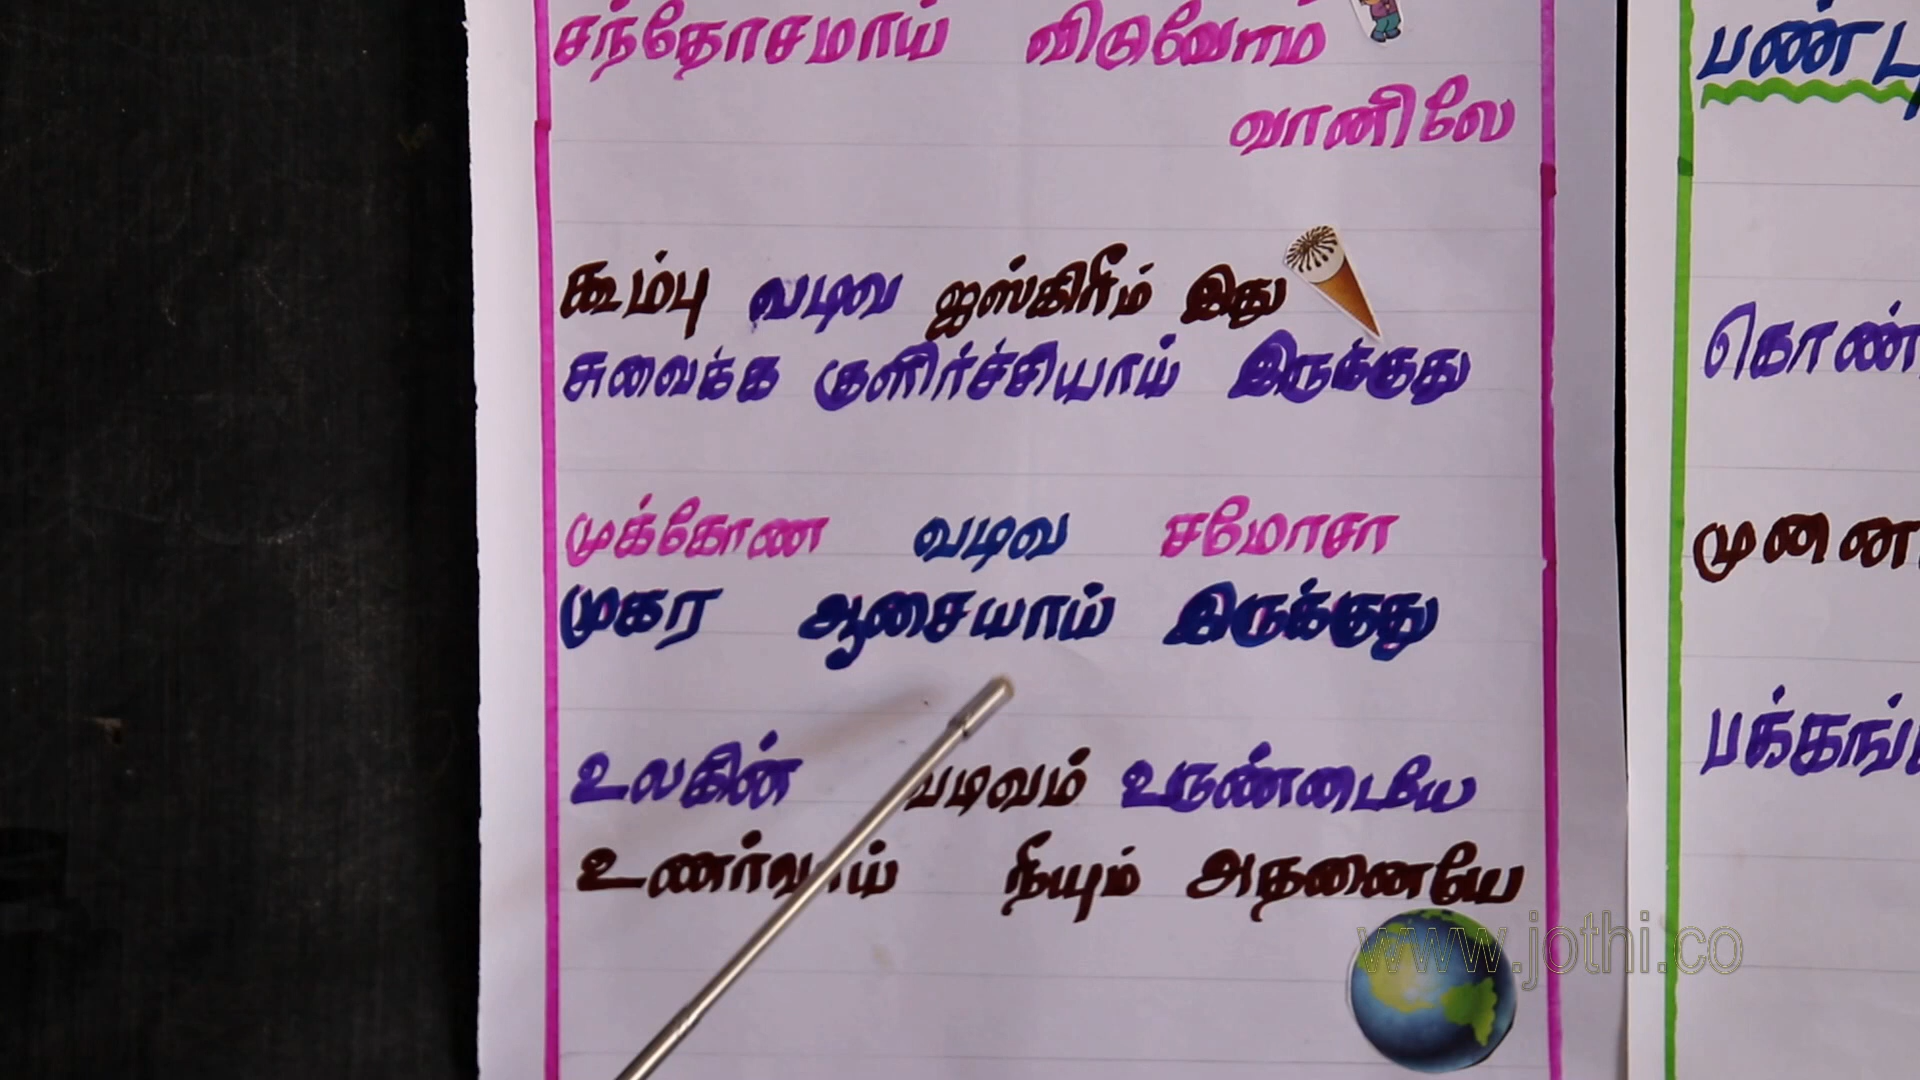 சந்தோசமாய் விடுவோம்
வானிலே
கூம்பு வடிவ ஐஸ்கிரீம் இது
சுவைக்க குளிர்ச்சியாய் இருக்குது
முக்கோண வடிவ சமோசா
முகர ஆசையாய் இருக்குது
உலகின் வடிவம் உருண்டையே
உணர்வாய் நீயும் அதனையே
www.jothi.co